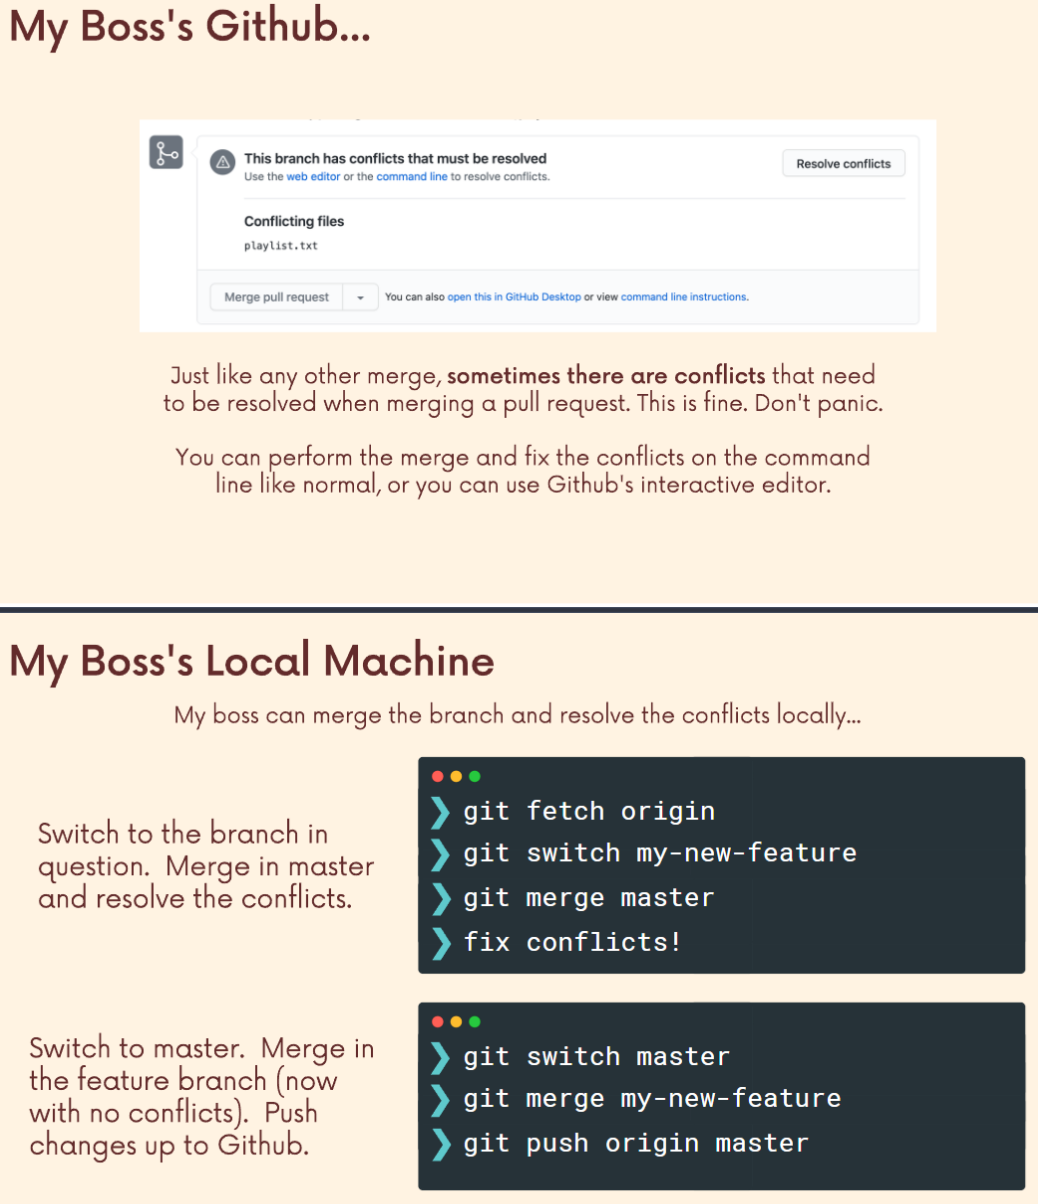 My Boss's Github...
This branch has conflicts that must be resolved
Resolve conflicts
Use the web editor or the command line to resolve conflicts.
Conflicting files
playlist.txt
Merge pull request
You can also open this in GitHub Desktop or view command line instructions.
Just like any other merge, sometimes there are conflicts that need
to be resolved when merging a pull request. This is fine. Don't panic.
You can perform the merge and fix the conflicts on the command
line like normal, or you can use Github's interactive editor.
My Boss's Local Machine
My boss can merge the branch and resolve the conflicts locally...
Switch to the branch in
question. Merge in master
and resolve the conflicts.
❯ git fetch origin
❯ git switch my-new-feature
❯ git merge master
❯ fix conflicts!
Switch to master. Merge in
the feature branch (now
with no conflicts). Push
changes up to Github.
❯ git switch master
❯ git merge my-new-feature
❯ git push origin master